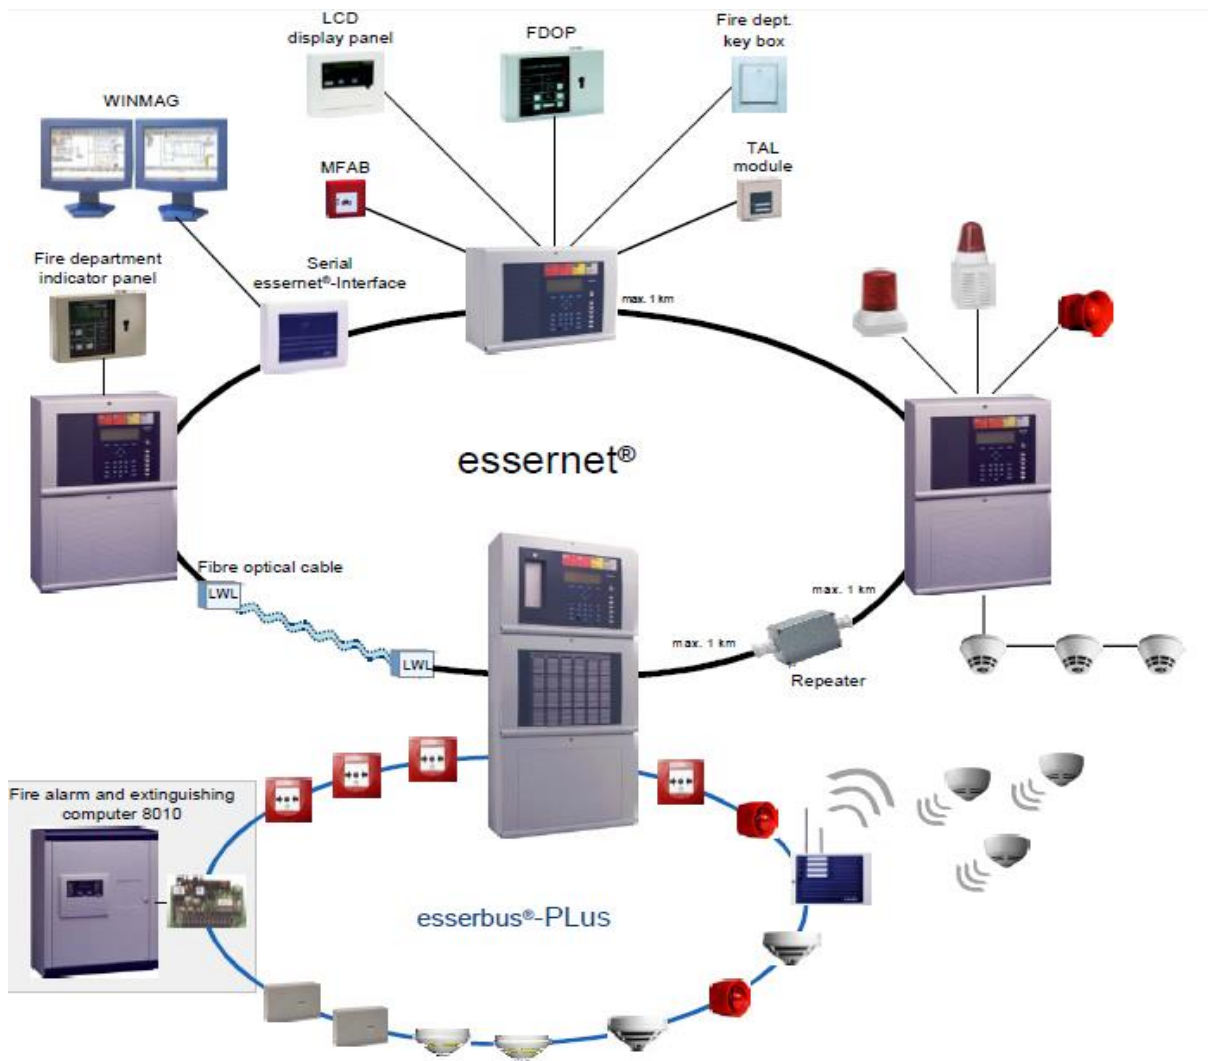 LCD
display panel
FDOP
Fire dept.
key box
WINMAG
MFAB
TAL
module
Fire department
indicator panel
Serial
essernet®-Interface
max. 1 km
essernet®
Fibre optical cable
LWL
LWL
max. 1 km
max. 1 km
Repeater
Fire alarm and extinguishing
computer 8010
esserbus®-PLus